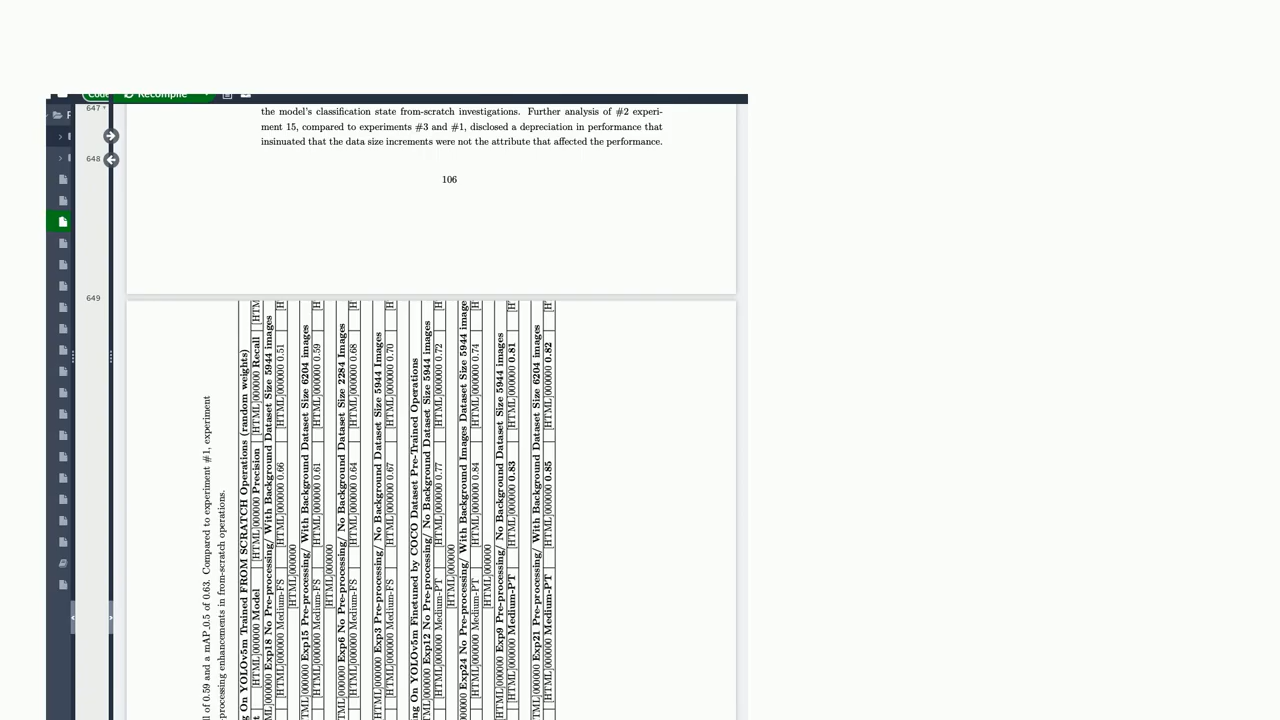 Code
Recompile
647
the model's classification state from-scratch investigations. Further analysis of #2 experi-
ment 15, compared to experiments #3 and #1, disclosed a depreciation in performance that
648
insinuated that the data size increments were not the attribute that affected the performance.
106
649
ll of 0.59 and a mAP_0.5 of 0.63. Compared to experiment #1, experiment
-processing enhancements in from-scratch operations.
g On YOLOv5m Trained FROM SCRATCH Operations (random weights)
[HTML]000000 Model [HTML]000000 Precision [HTML]000000 Recall [HTM
000000 Exp18 No Pre-processing/ With Background Dataset Size 5944 images
[HTML]000000 Medium-FS [HTML]000000 0.66 [HTML]000000 0.51 [H
[HTML]000000
000000 Exp15 Pre-processing/ With Background Dataset Size 6204 images
[HTML]000000 Medium-FS [HTML]000000 0.61 [HTML]000000 0.59 [H
[HTML]000000
000000 Exp6 No Pre-processing/ No Background Dataset Size 2284 Images
[HTML]000000 Medium-FS [HTML]000000 0.64 [HTML]000000 0.68 [H
000000 Exp3 Pre-processing/ No Background Dataset Size 5944 Images
[HTML]000000 Medium-FS [HTML]000000 0.67 [HTML]000000 0.70 [H
ng On YOLOv5m Finetuned by COCO Dataset Pre-Trained Operations
000000 Exp12 No Pre-processing/ No Background Dataset Size 5944 images
[HTML]000000 Medium-PT [HTML]000000 0.77 [HTML]000000 0.72 [H
[HTML]000000
000000 Exp24 No Pre-processing/ With Background Images Dataset Size 5944 image
[HTML]000000 Medium-PT [HTML]000000 0.84 [HTML]000000 0.74 [H
[HTML]000000
000000 Exp9 Pre-processing/ No Background Dataset Size 5944 images
[HTML]000000 Medium-PT [HTML]000000 0.83 [HTML]000000 0.81 [H
000000 Exp21 Pre-processing/ With Background Dataset Size 6204 images
[HTML]000000 Medium-PT [HTML]000000 0.85 [HTML]000000 0.82 [H